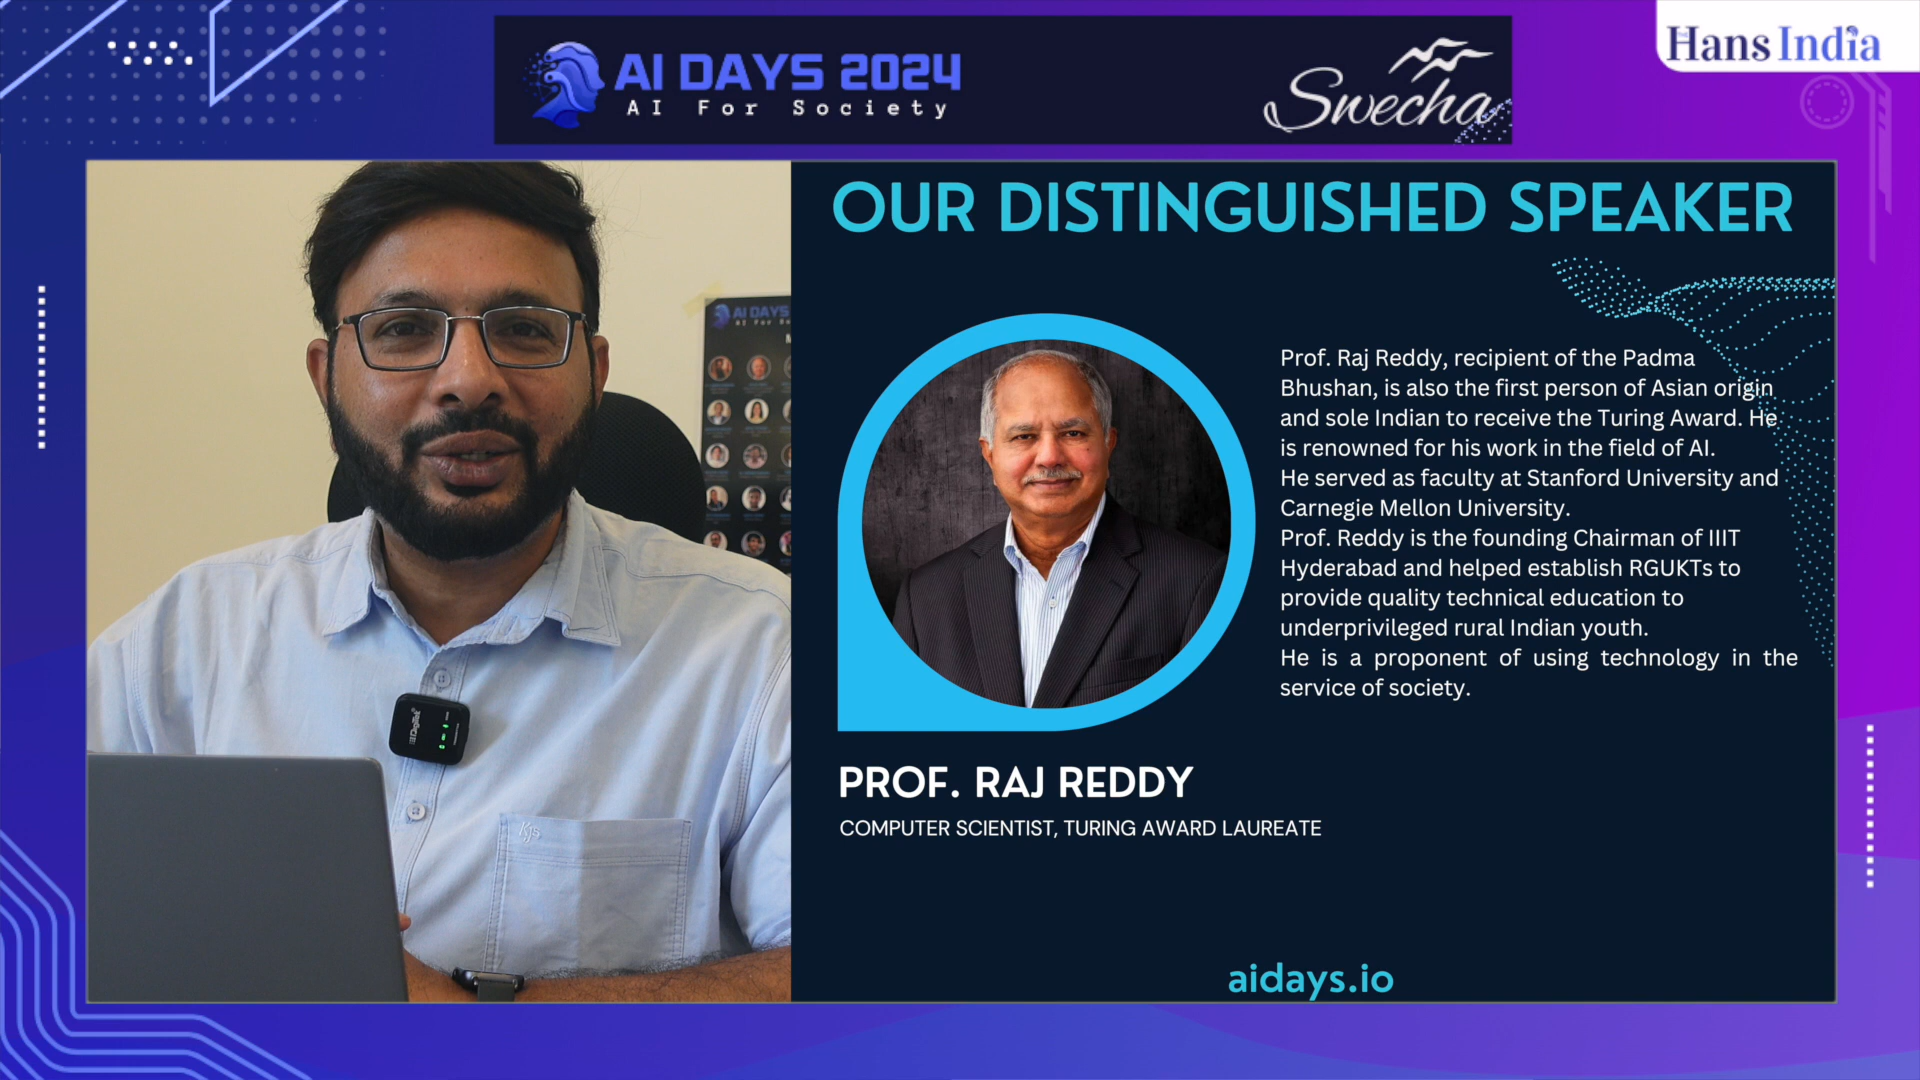 AI DAYS 2024
AI For Society
Swecha
THE Hans India
OUR DISTINGUISHED SPEAKER
AI DAYS
Prof. Raj Reddy, recipient of the Padma
Bhushan, is also the first person of Asian origin
and sole Indian to receive the Turing Award. He
is renowned for his work in the field of AI.
He served as faculty at Stanford University and
Carnegie Mellon University.
Prof. Reddy is the founding Chairman of IIIT
Hyderabad and helped establish RGUKTs to
provide quality technical education to
underprivileged rural Indian youth.
He is a proponent of using technology in the
service of society.
PROF. RAJ REDDY
COMPUTER SCIENTIST, TURING AWARD LAUREATE
Digitek
KJS
aidays.io